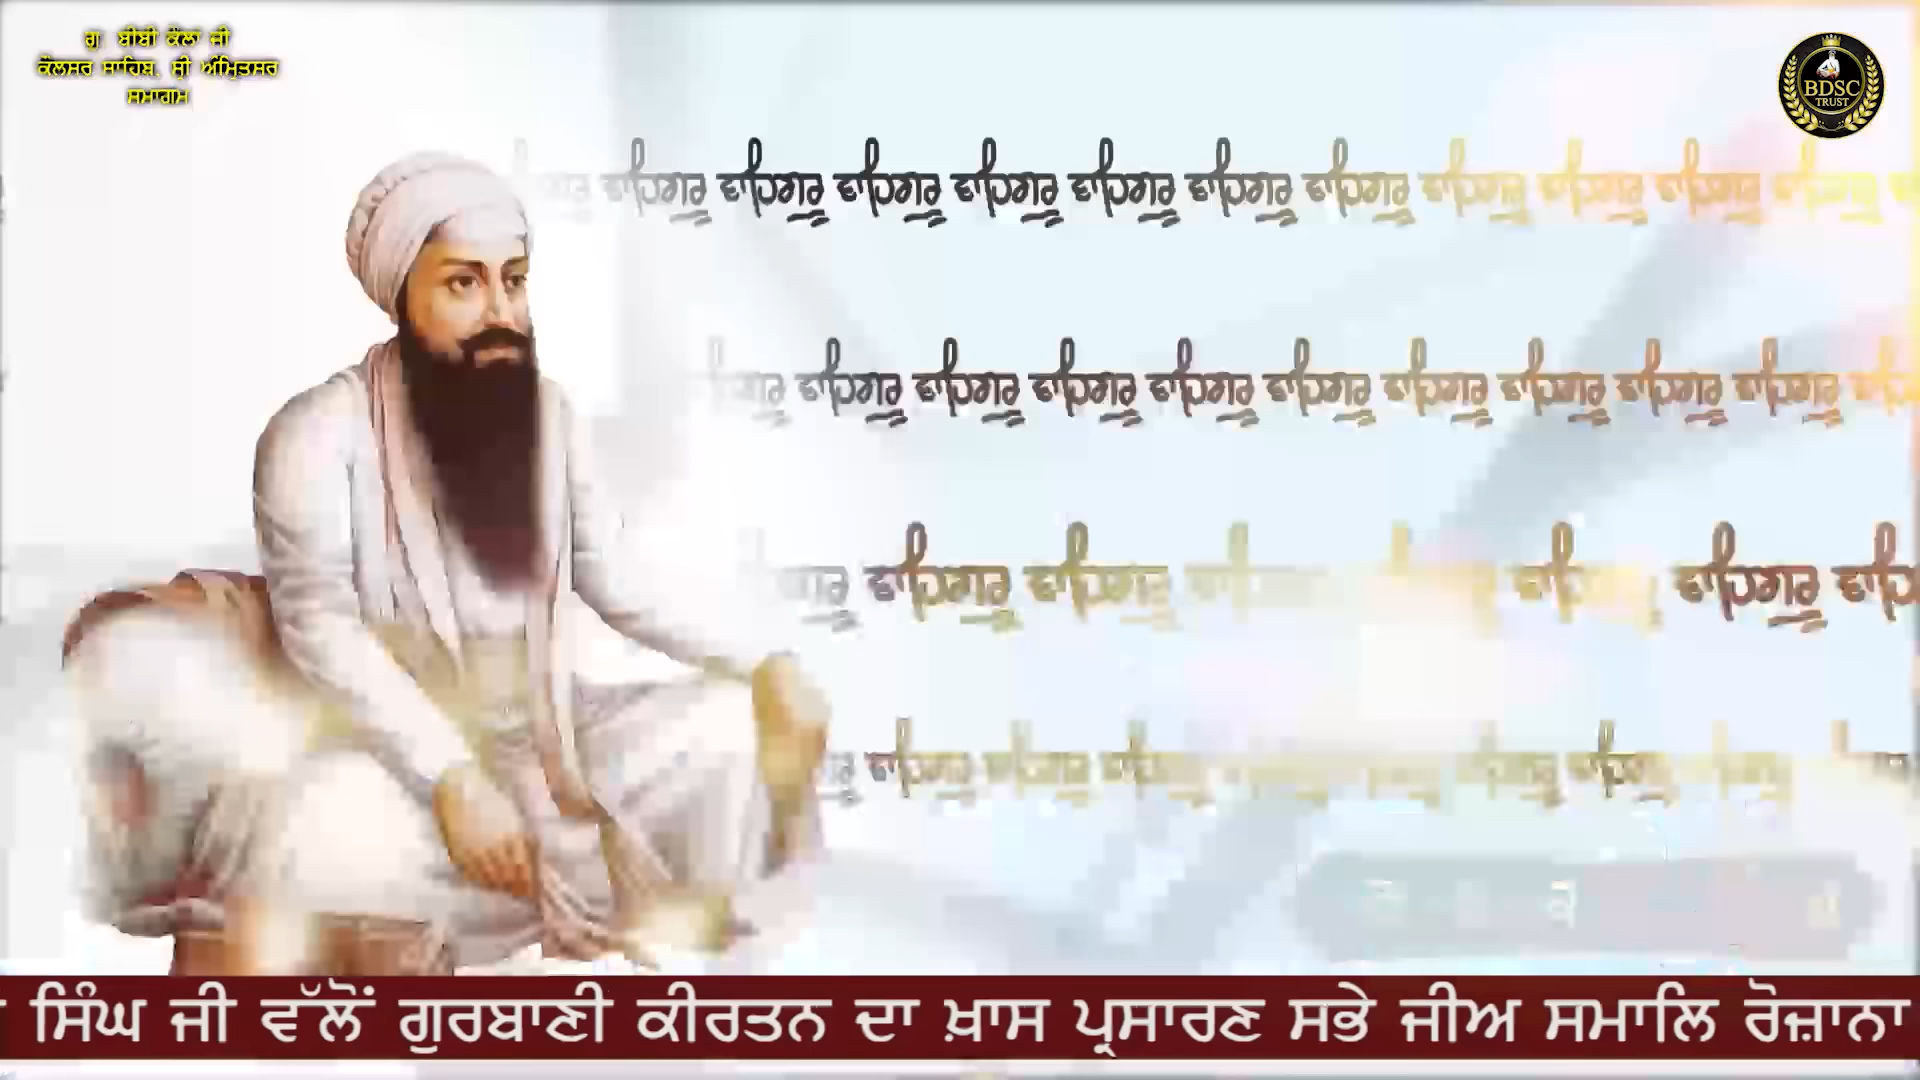 ਗੁ. ਬੀਬੀ ਕੌਲਾਂ ਜੀ
ਕੌਲਸਰ ਸਾਹਿਬ, ਸ੍ਰੀ ਅੰਮ੍ਰਿਤਸਰ
ਸਮਾਗਮ
BDSC
TRUST
ਵਾਹਿਗੁਰੂ ਵਾਹਿਗੁਰੂ ਵਾਹਿਗੁਰੂ ਵਾਹਿਗੁਰੂ ਵਾਹਿਗੁਰੂ ਵਾਹਿਗੁਰੂ ਵਾਹਿਗੁਰੂ ਵਾਹਿਗੁਰੂ ਵਾਹਿਗੁਰੂ ਵਾਹਿਗੁਰੂ ਵਾਹਿਗੁਰੂ
ਵਾਹਿਗੁਰੂ ਵਾਹਿਗੁਰੂ ਵਾਹਿਗੁਰੂ ਵਾਹਿਗੁਰੂ ਵਾਹਿਗੁਰੂ ਵਾਹਿਗੁਰੂ ਵਾਹਿਗੁਰੂ ਵਾਹਿਗੁਰੂ ਵਾਹਿਗੁਰੂ
ਵਾਹਿਗੁਰੂ ਵਾਹਿਗੁਰੂ ਵਾਹਿਗੁਰੂ ਵਾਹਿਗੁਰੂ
ਵਾਹਿਗੁਰੂ ਵਾਹਿਗੁਰੂ ਵਾਹਿਗੁਰੂ ਵਾਹਿਗੁਰੂ ਵਾਹਿਗੁਰੂ
ਸਿੰਘ ਜੀ ਵੱਲੋਂ ਗੁਰਬਾਣੀ ਕੀਰਤਨ ਦਾ ਖ਼ਾਸ ਪ੍ਰਸਾਰਣ ਸਭੇ ਜੀਅ ਸਮਾਲਿ ਰੋਜ਼ਾਨਾ